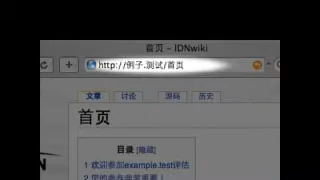 首页 - IDNwiki
http://例子.测试/首页
文章 讨论 源码 历史
首页
目录 [隐藏]
1 欢迎参加example.test评估